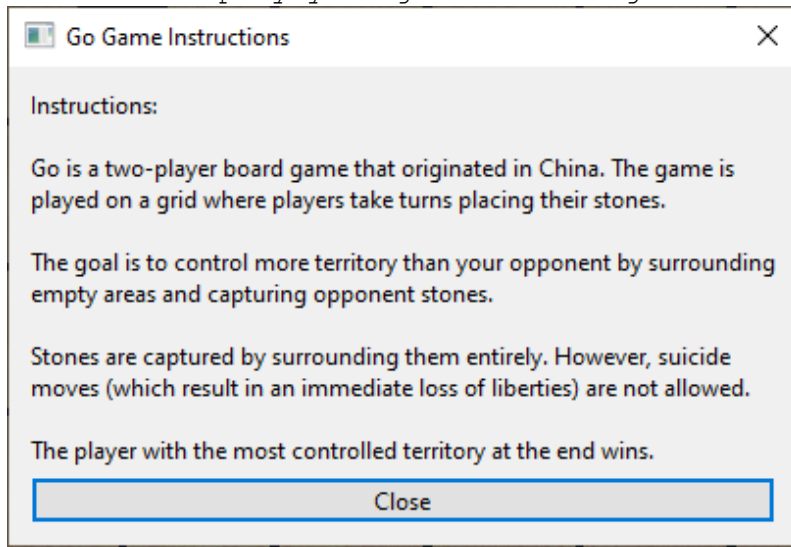 Go Game Instructions
Instructions:
Go is a two-player board game that originated in China. The game is
played on a grid where players take turns placing their stones.
The goal is to control more territory than your opponent by surrounding
empty areas and capturing opponent stones.
Stones are captured by surrounding them entirely. However, suicide
moves (which result in an immediate loss of liberties) are not allowed.
The player with the most controlled territory at the end wins.
Close